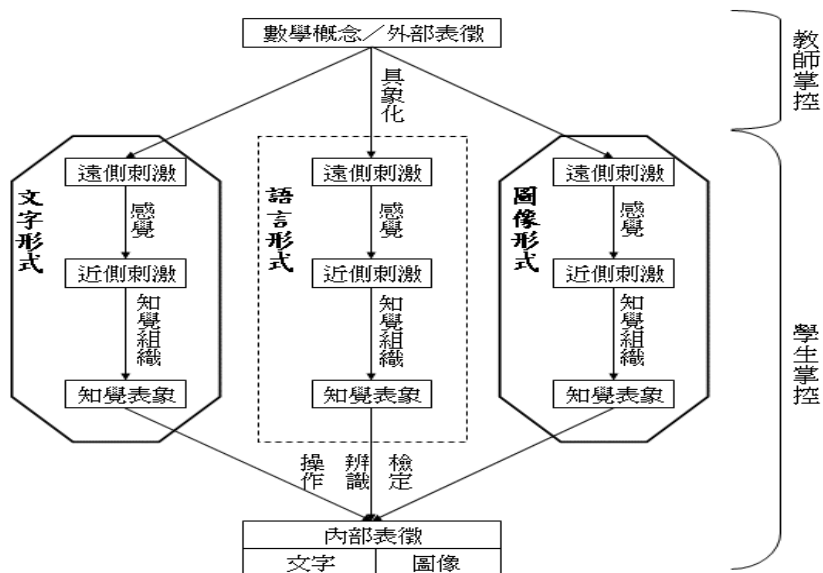 數學概念／外部表徵
具象化
教師掌控
文字形式
遠側刺激
感覺
近側刺激
知覺組織
知覺表象
語言形式
遠側刺激
感覺
近側刺激
知覺組織
知覺表象
圖像形式
遠側刺激
感覺
近側刺激
知覺組織
知覺表象
學生掌控
操作
辨識
檢定
內部表徵
文字
圖像